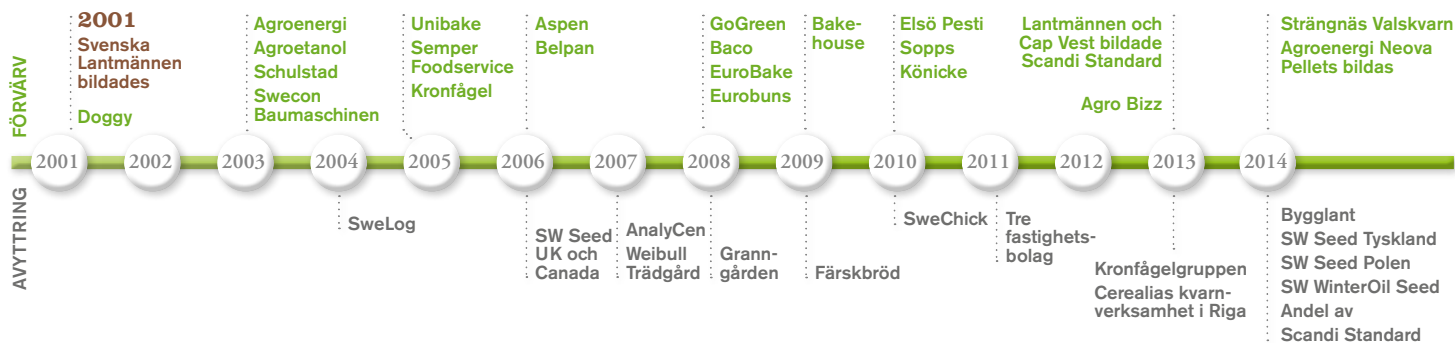 FÖRVÄRV
2001
Svenska
Lantmännen
bildades
Doggy
Agroenergi
Agroetanol
Schulstad
Swecon
Baumaschinen
Unibake
Semper
Foodservice
Kronfågel
Aspen
Belpan
GoGreen
Baco
EuroBake
Eurobuns
Bake-
house
Elsö Pesti
Sopps
Könicke
Lantmännen och
Cap Vest bildade
Scandi Standard
Agro Bizz
Strängnäs Valskvarn
Agroenergi Neova
Pellets bildas
2001 2002 2003 2004 2005 2006 2007 2008 2009 2010 2011 2012 2013 2014
AVYTTRING
SweLog
SW Seed
UK och
Canada
AnalyCen
Weibull
Trädgård
Grann-
gården
Färskbröd
SweChick
Tre
fastighets-
bolag
Kronfågelgruppen
Cerealias kvarn-
verksamhet i Riga
Bygglant
SW Seed Tyskland
SW Seed Polen
SW WinterOil Seed
Andel av
Scandi Standard